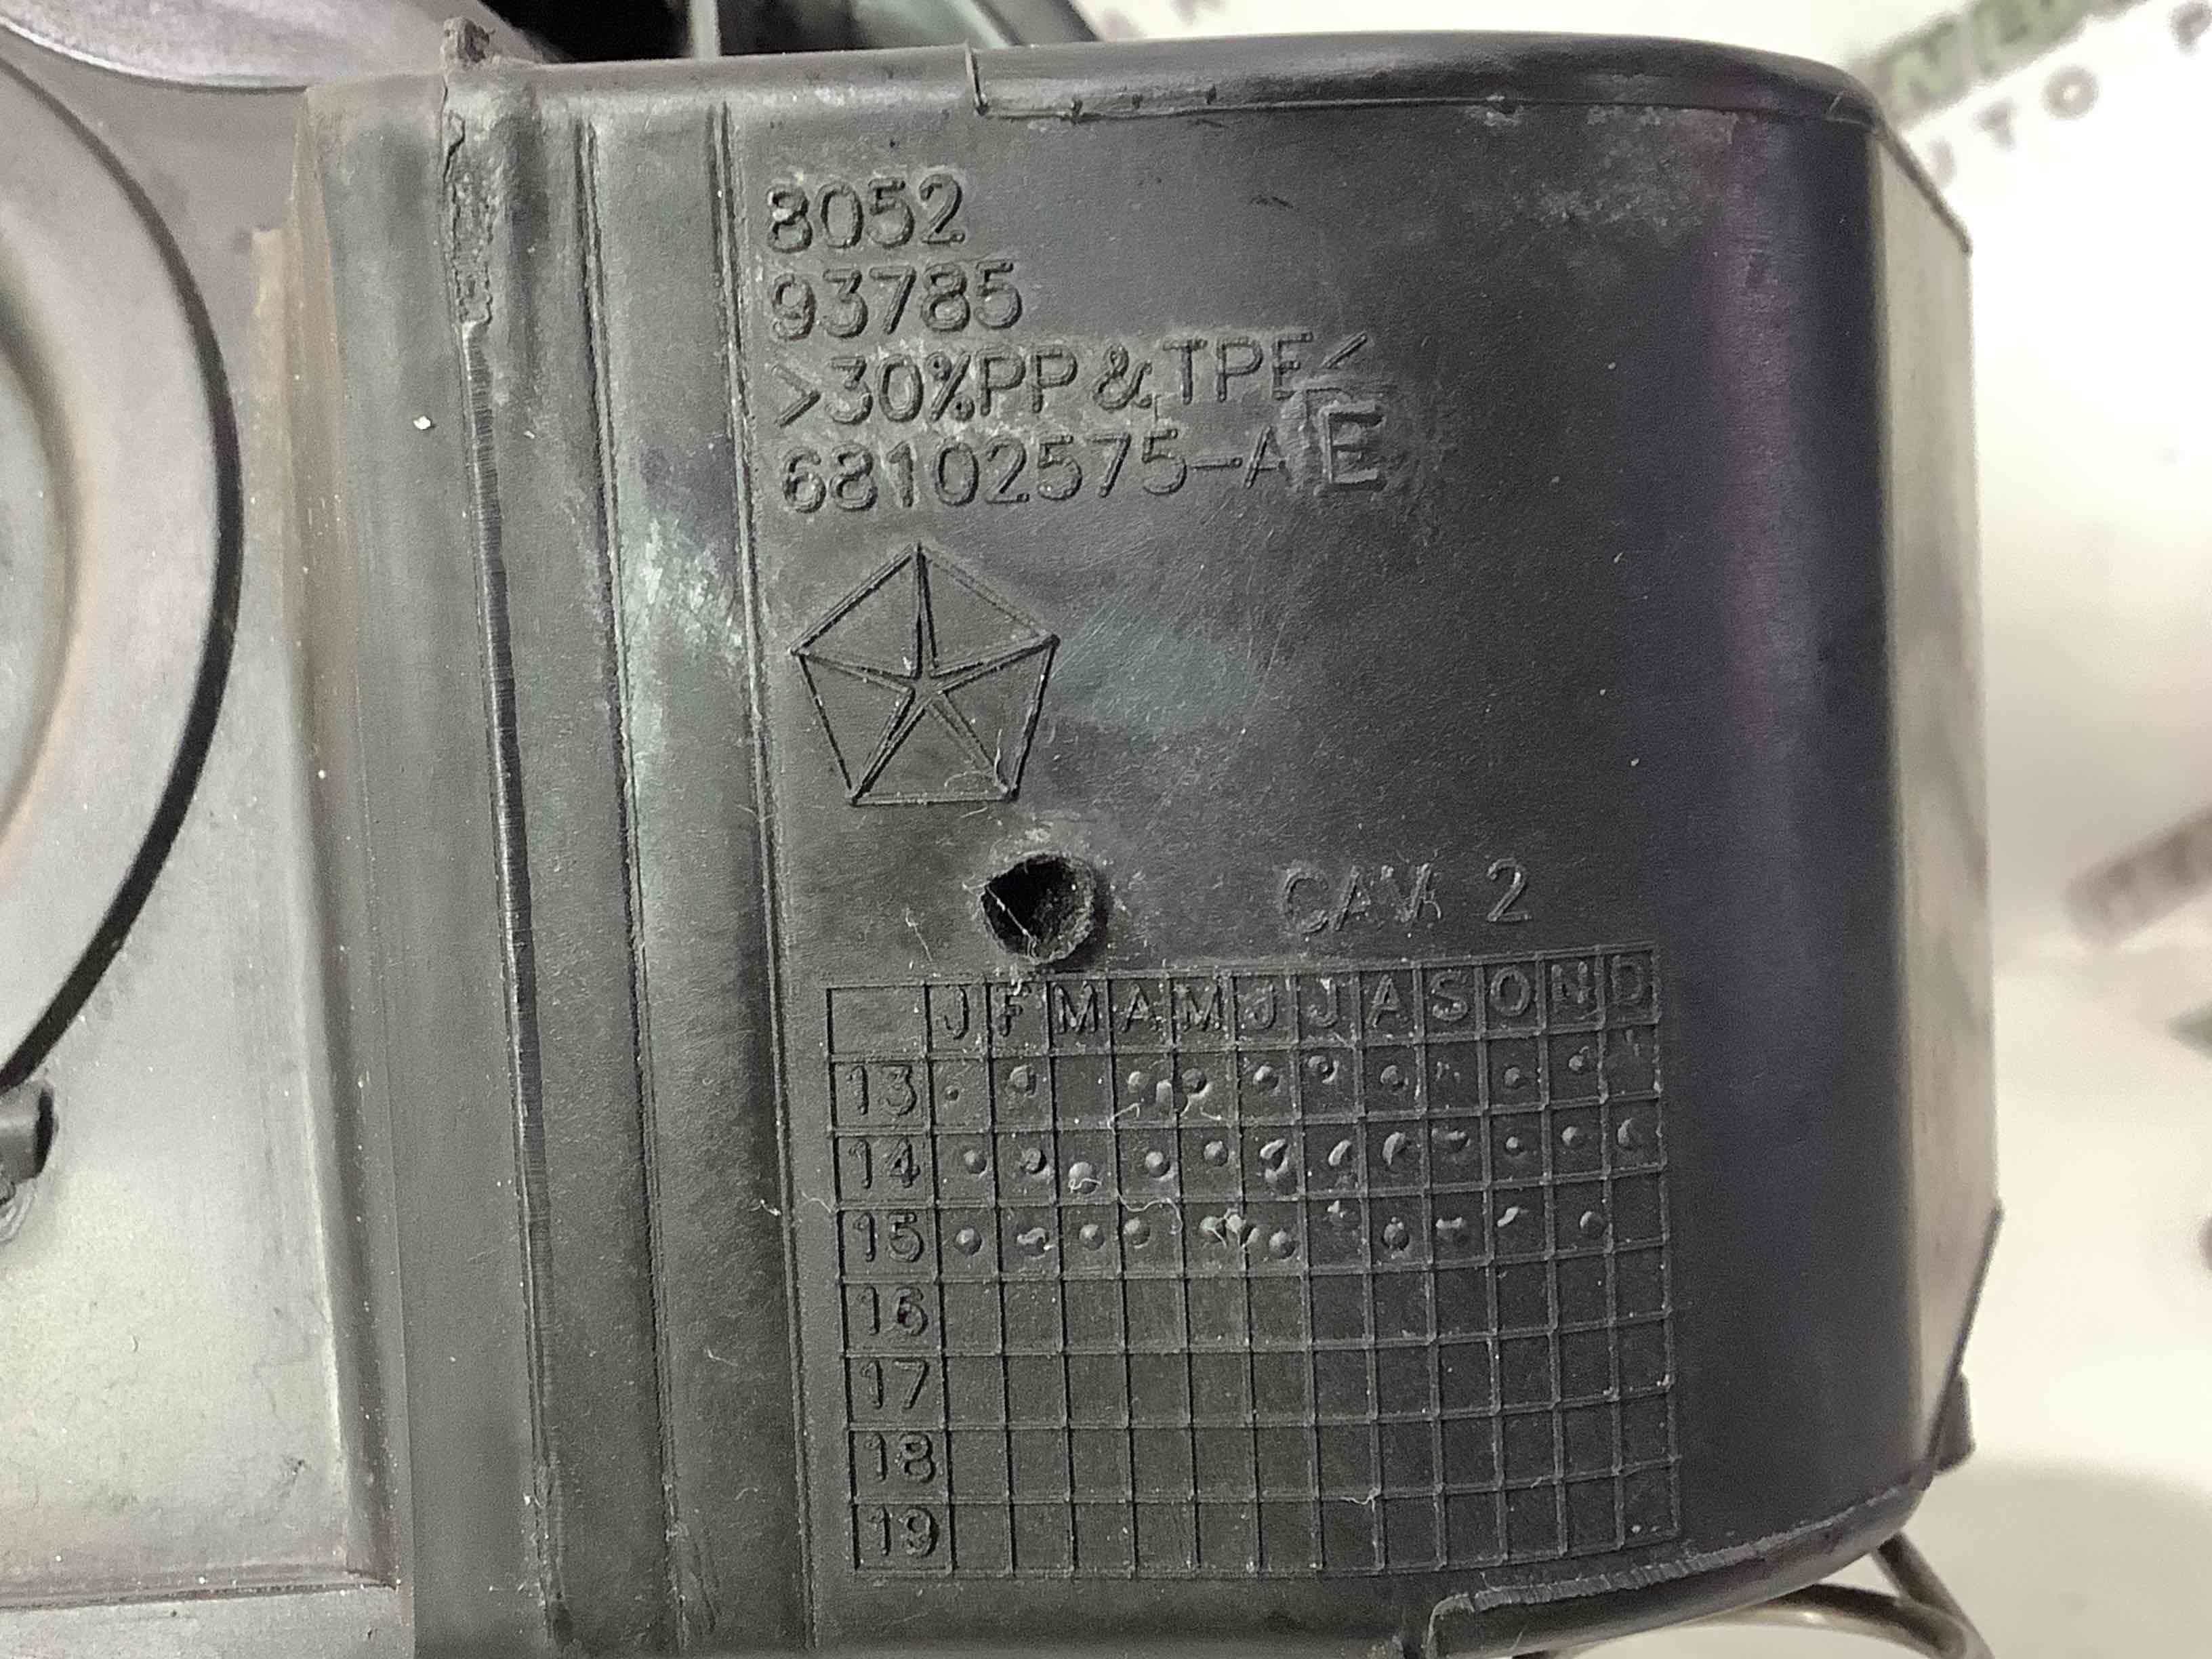 8052
93785
>30%PP & TPE<
68102575-AE
CAV. 2
J F M A M J J A S O N D
13
14
15
16
17
18
19